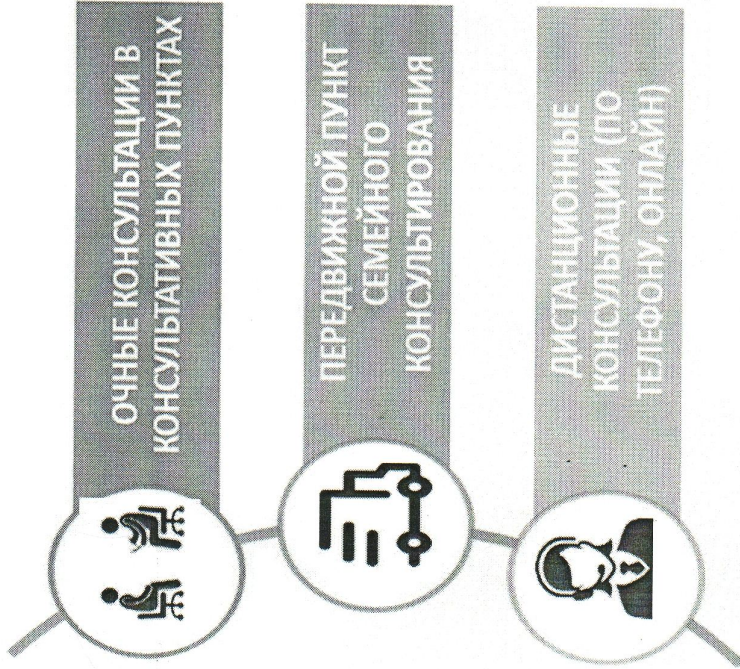 ОЧНЫЕ КОНСУЛЬТАЦИИ В
КОНСУЛЬТАТИВНЫХ ПУНКТАХ
ПЕРЕДВИЖНОЙ ПУНКТ
СЕМЕЙНОГО
КОНСУЛЬТИРОВАНИЯ
ДИСТАНЦИОННЫЕ
КОНСУЛЬТАЦИИ (ПО
ТЕЛЕФОНУ, ОНЛАЙН)